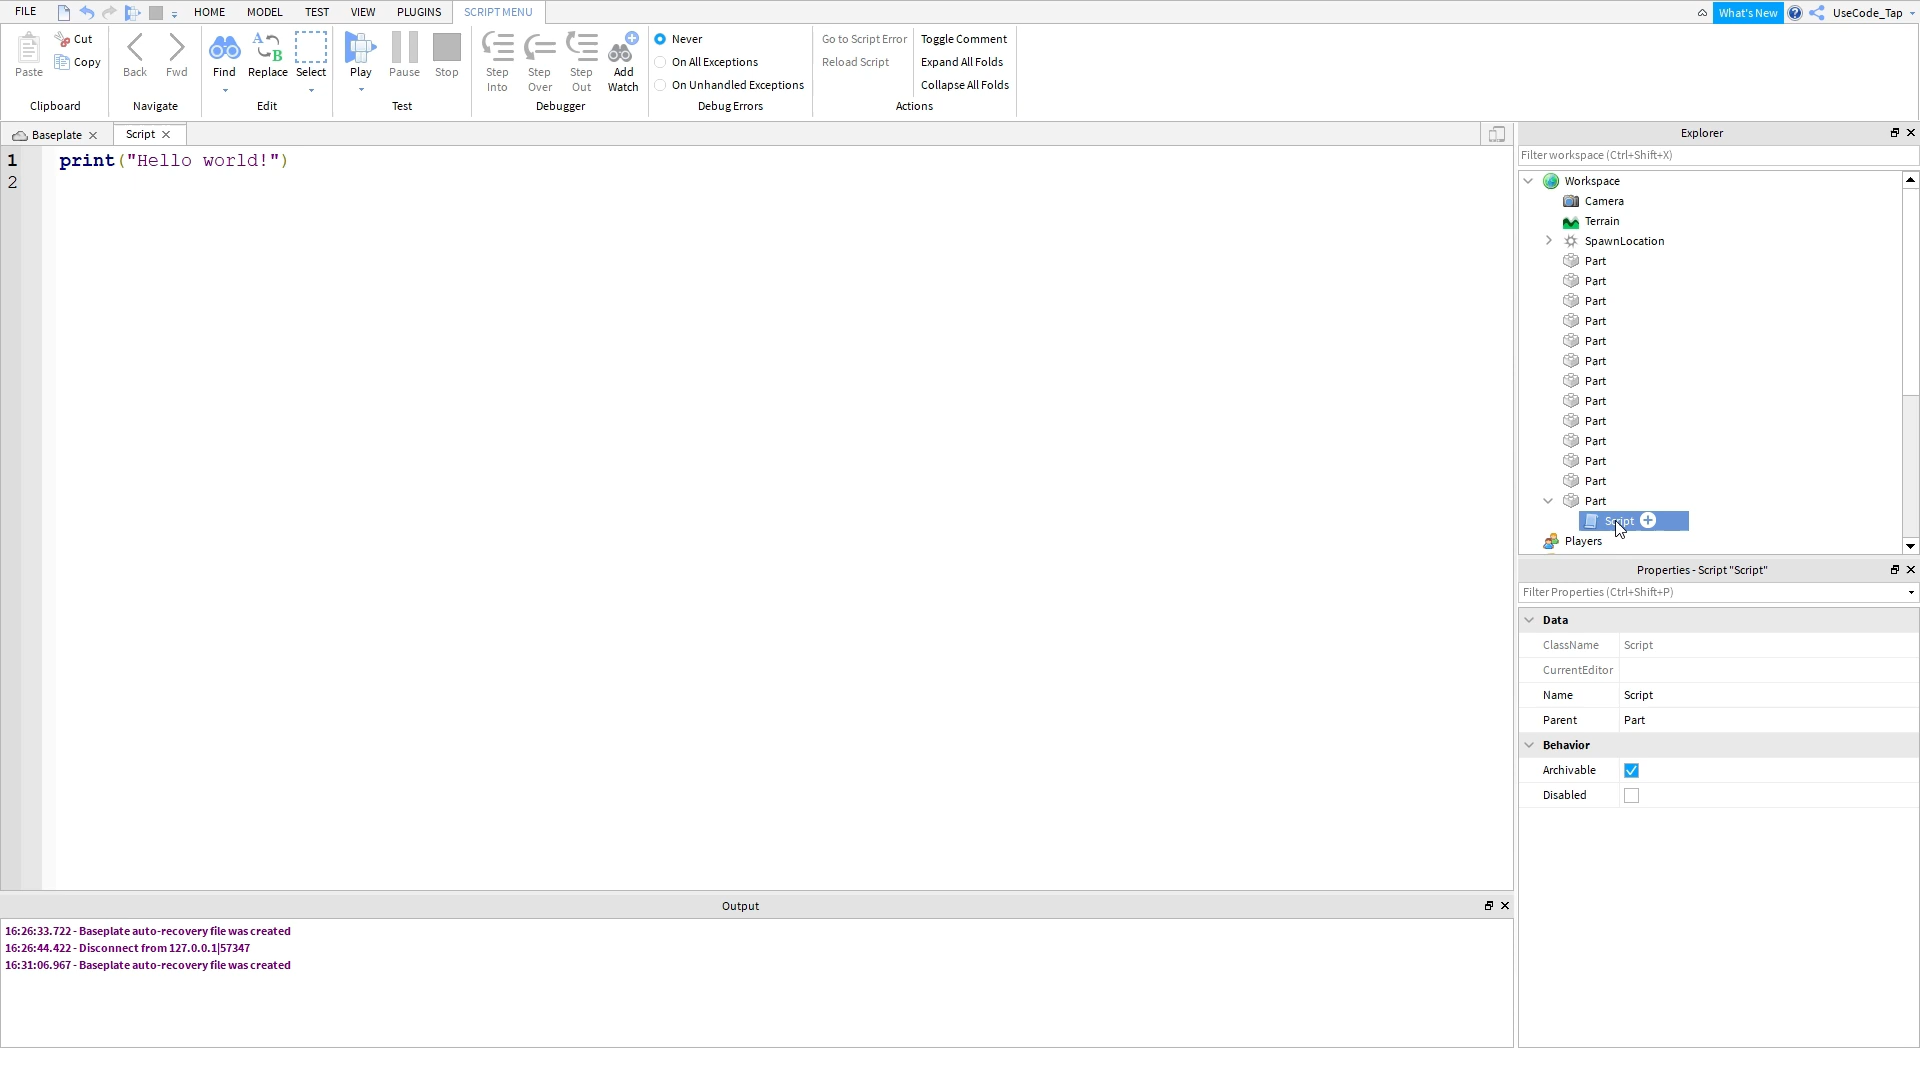 FILE HOME MODEL TEST VIEW PLUGINS SCRIPT MENU What's New UseCode_Tap
Paste Cut Copy
Clipboard
Back Fwd
Navigate
Find Replace Select
Edit
Play Pause Stop
Test
Step Into Step Over Step Out Add Watch
Debugger
Never
On All Exceptions
On Unhandled Exceptions
Debug Errors
Go to Script Error
Reload Script
Toggle Comment
Expand All Folds
Collapse All Folds
Actions
Baseplate Script
1 print("Hello world!")
2
Explorer
Filter workspace (Ctrl+Shift+X)
Workspace
Camera
Terrain
SpawnLocation
Part
Part
Part
Part
Part
Part
Part
Part
Part
Part
Part
Part
Part
Script
Players
Properties - Script "Script"
Filter Properties (Ctrl+Shift+P)
Data
ClassName Script
CurrentEditor
Name Script
Parent Part
Behavior
Archivable
Disabled
Output
16:26:33.722 - Baseplate auto-recovery file was created
16:26:44.422 - Disconnect from 127.0.0.1|57347
16:31:06.967 - Baseplate auto-recovery file was created